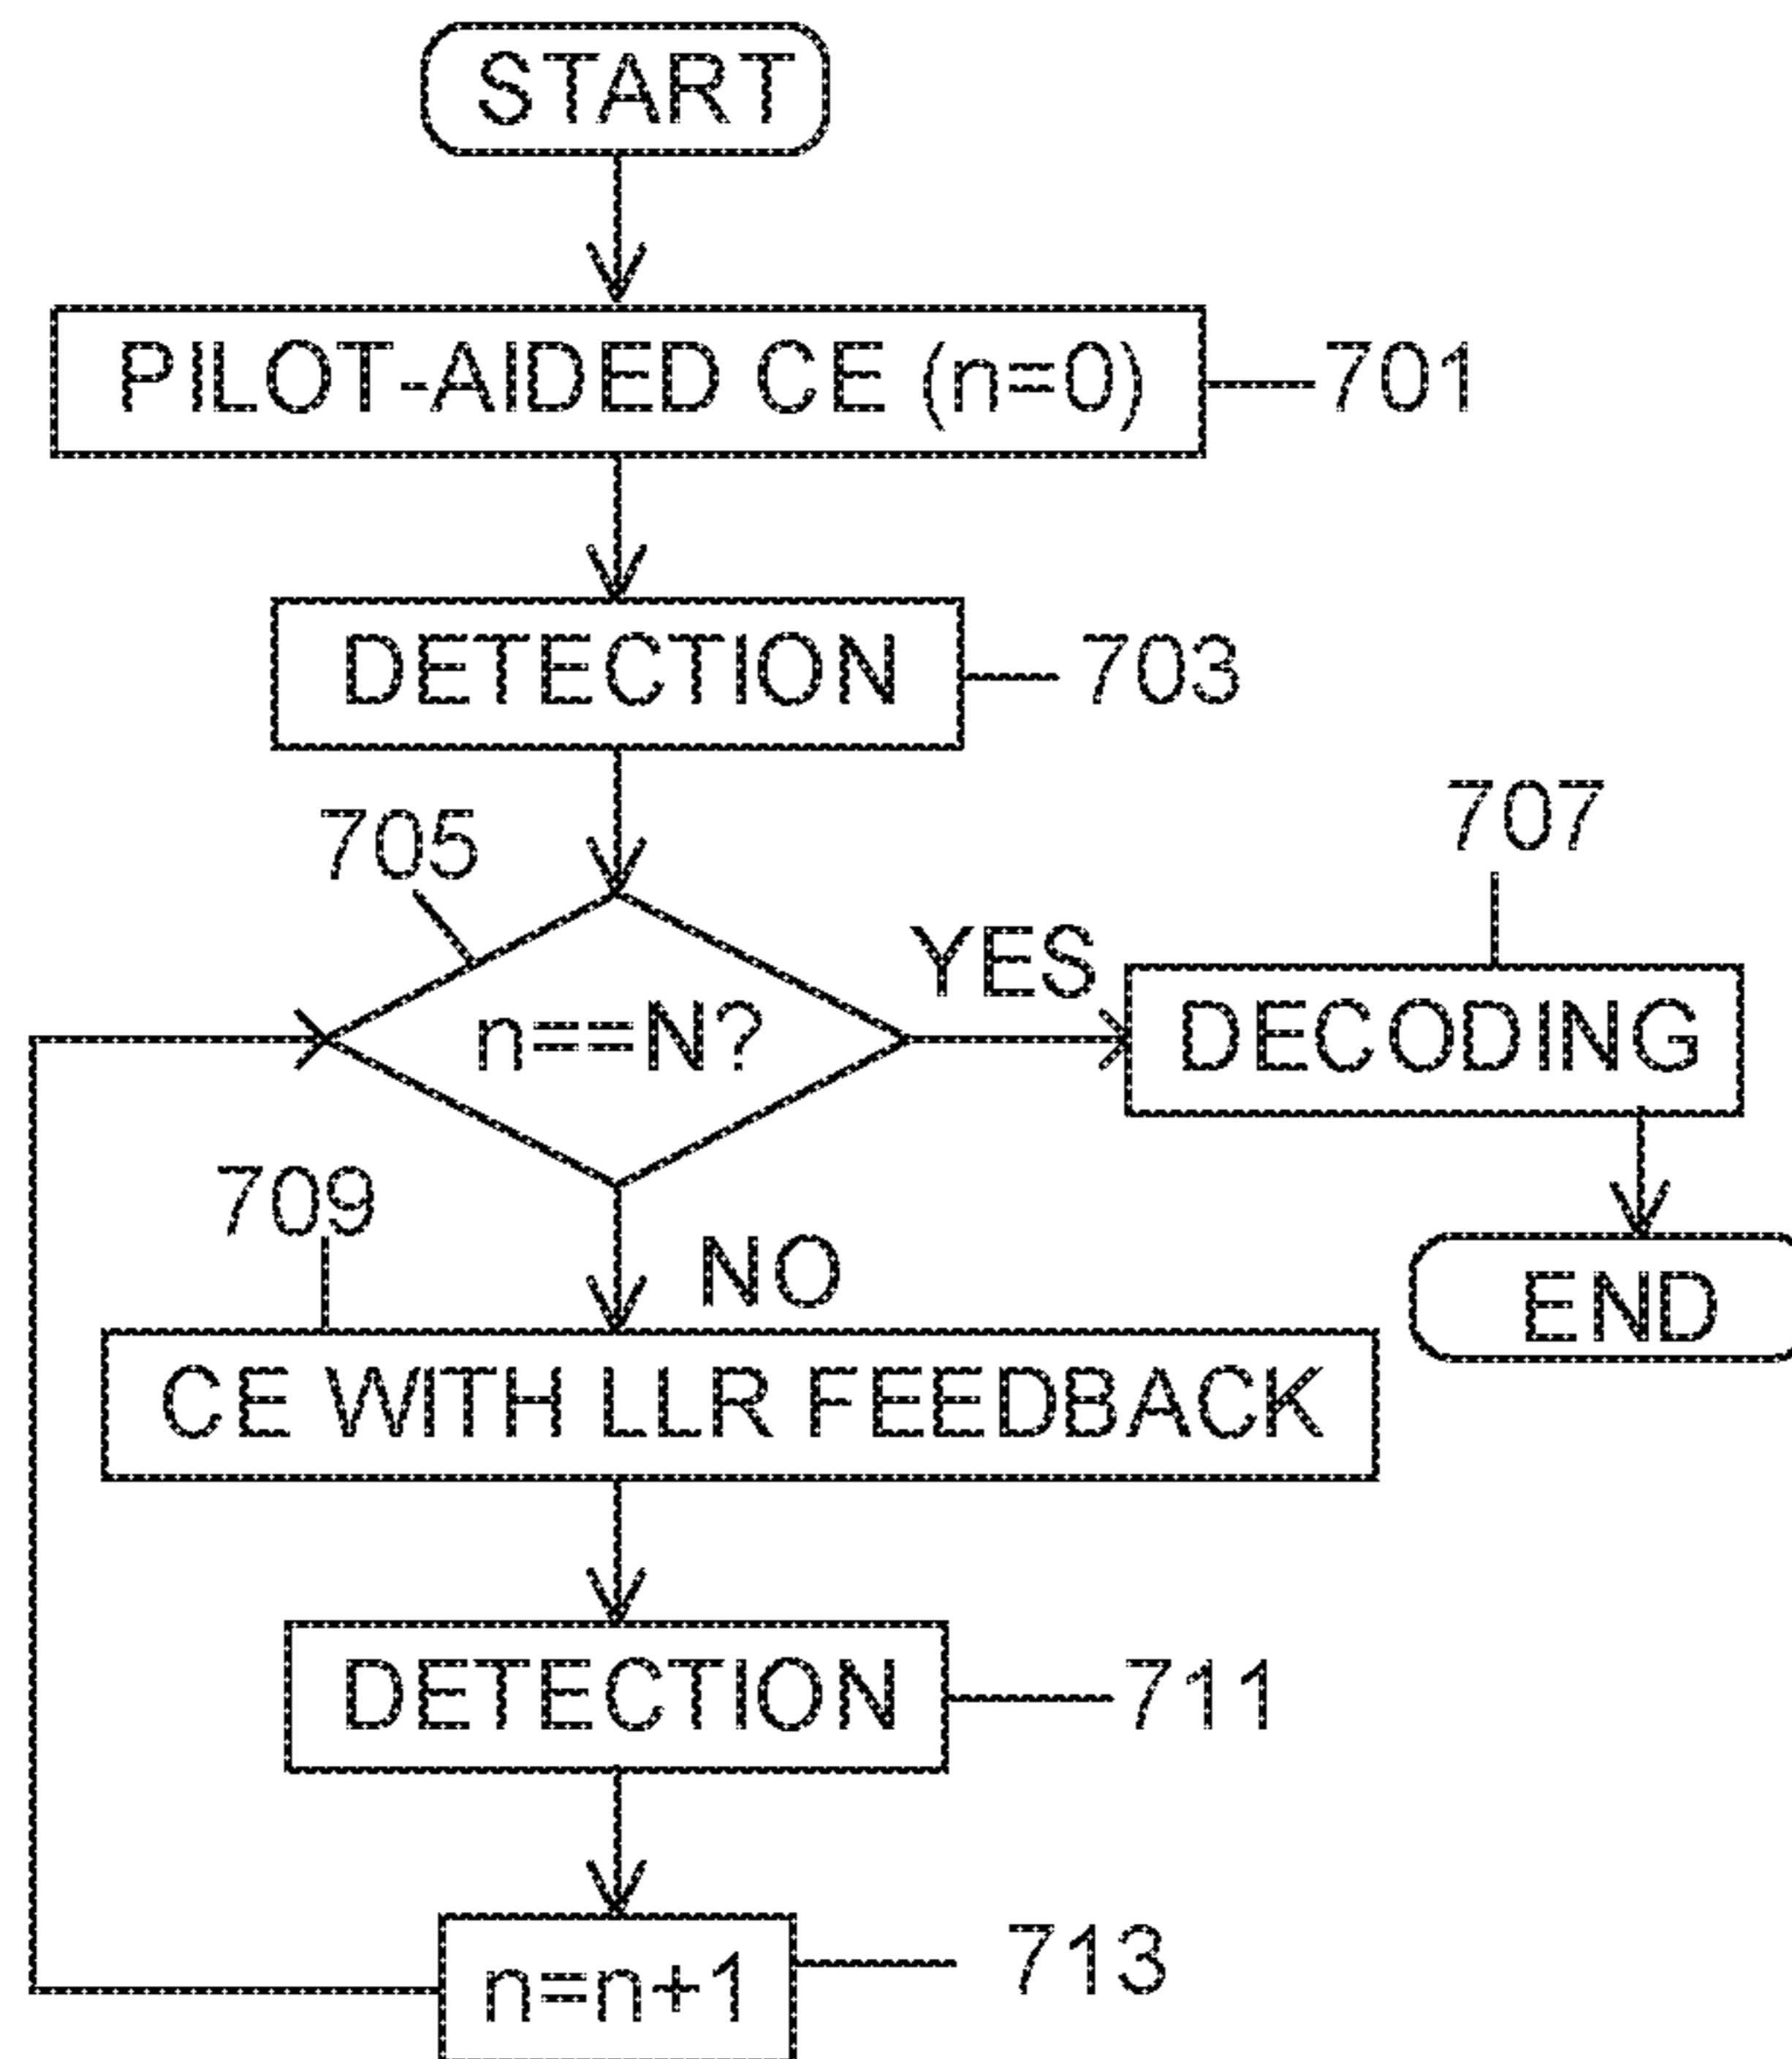 START
PILOT-AIDED CE (n=0)
701
DETECTION
703
705
707
n==N?
YES
DECODING
709
NO
END
CE WITH LLR FEEDBACK
DETECTION
711
n=n+1
713